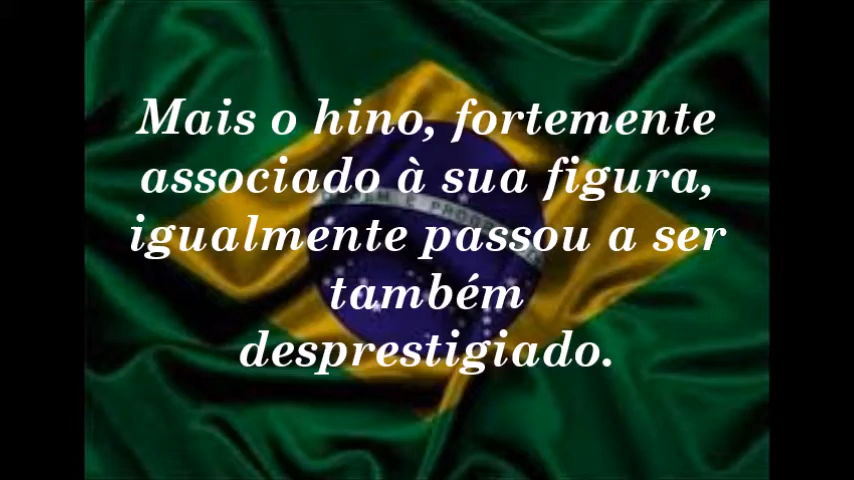 Mais o hino, fortemente
associado à sua figura,
igualmente passou a ser
também
desprestigiado.